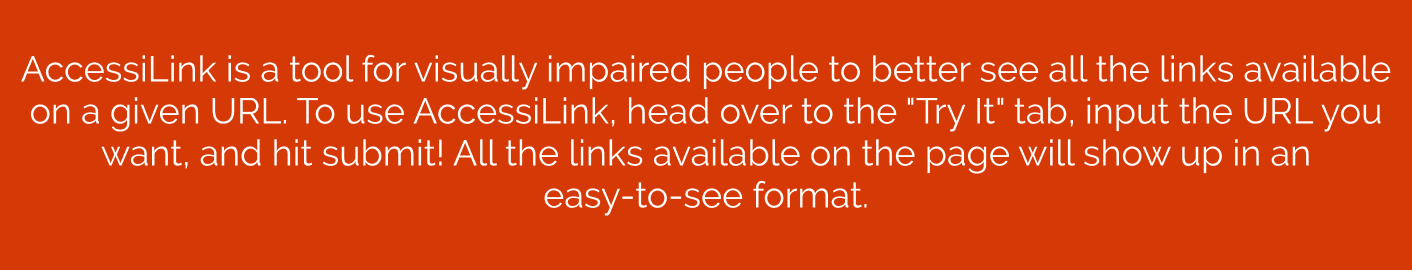 AccessiLink is a tool for visually impaired people to better see all the links available
on a given URL. To use AccessiLink, head over to the "Try It" tab, input the URL you
want, and hit submit! All the links available on the page will show up in an
easy-to-see format.